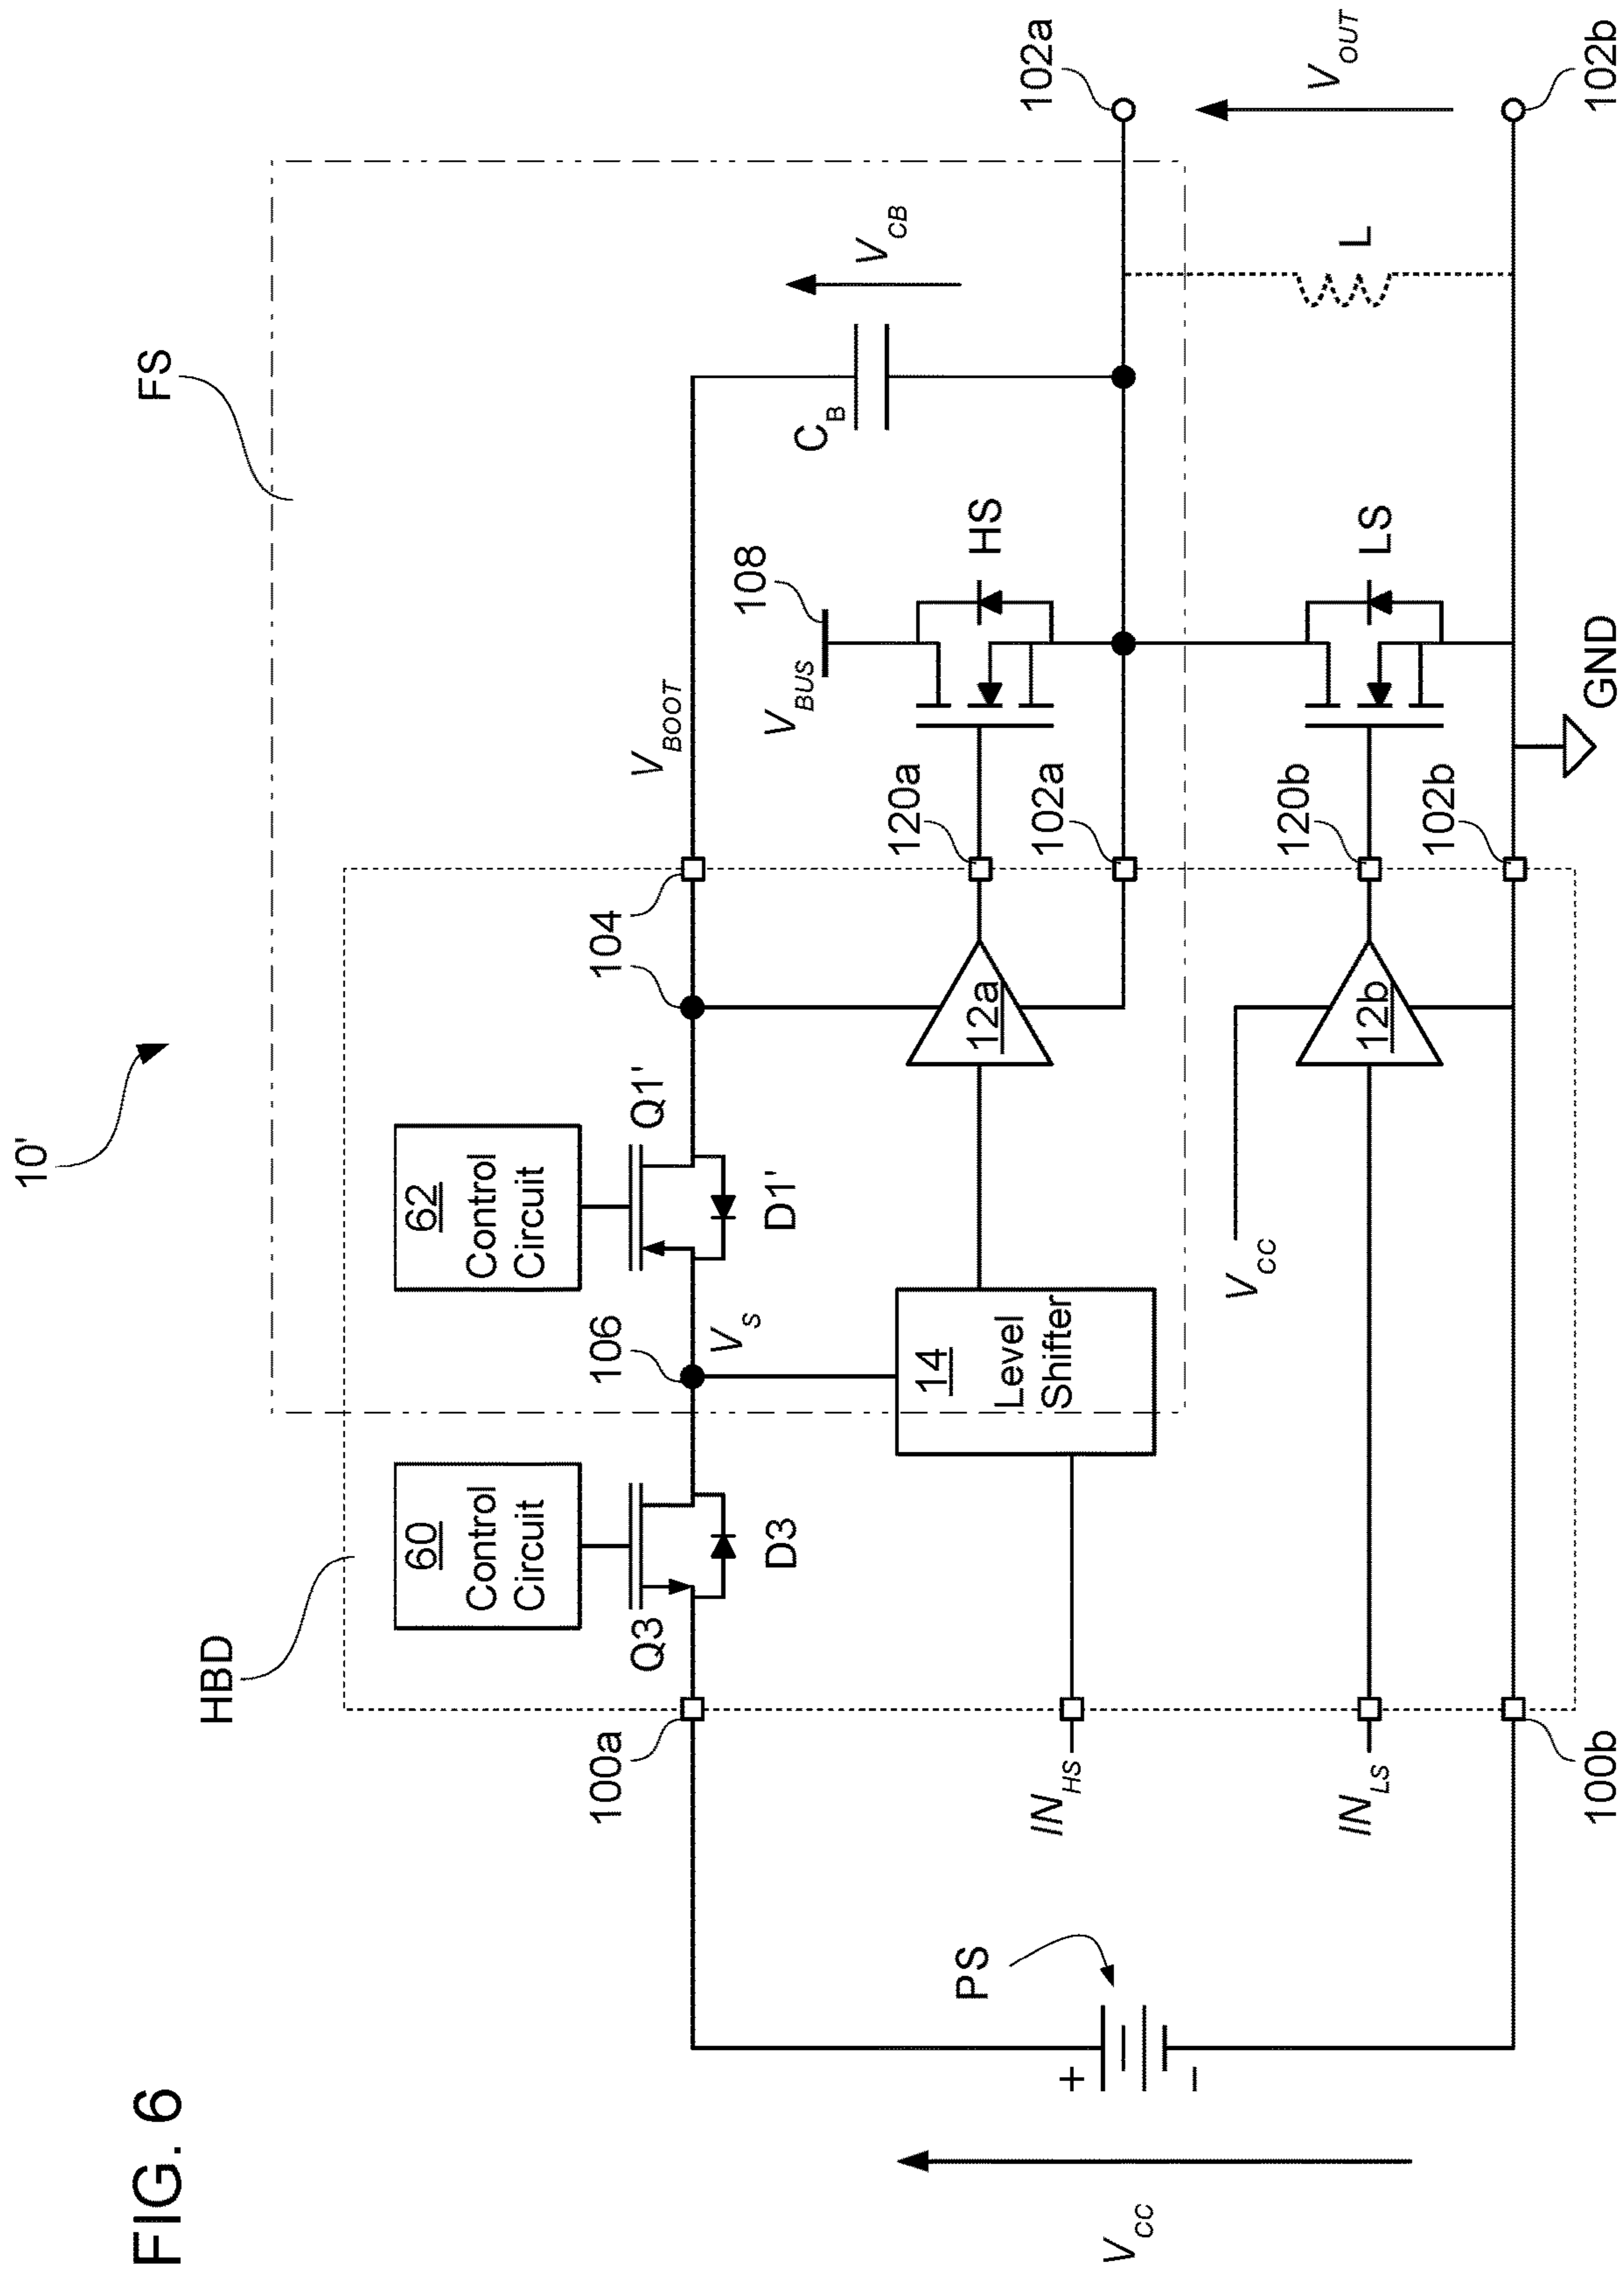 FIG. 6
10'
FS
HBD
60
Control
Circuit
62
Control
Circuit
Q3
Q1'
D3
D1'
100a
106
104
V_S
V_BOOT
V_BUS
108
C_B
V_CB
14
Level
Shifter
12a
120a
102a
HS
102a
V_CC
PS
+
−
IN_HS
V_CC
12b
120b
LS
L
V_OUT
IN_LS
100b
102b
GND
102b